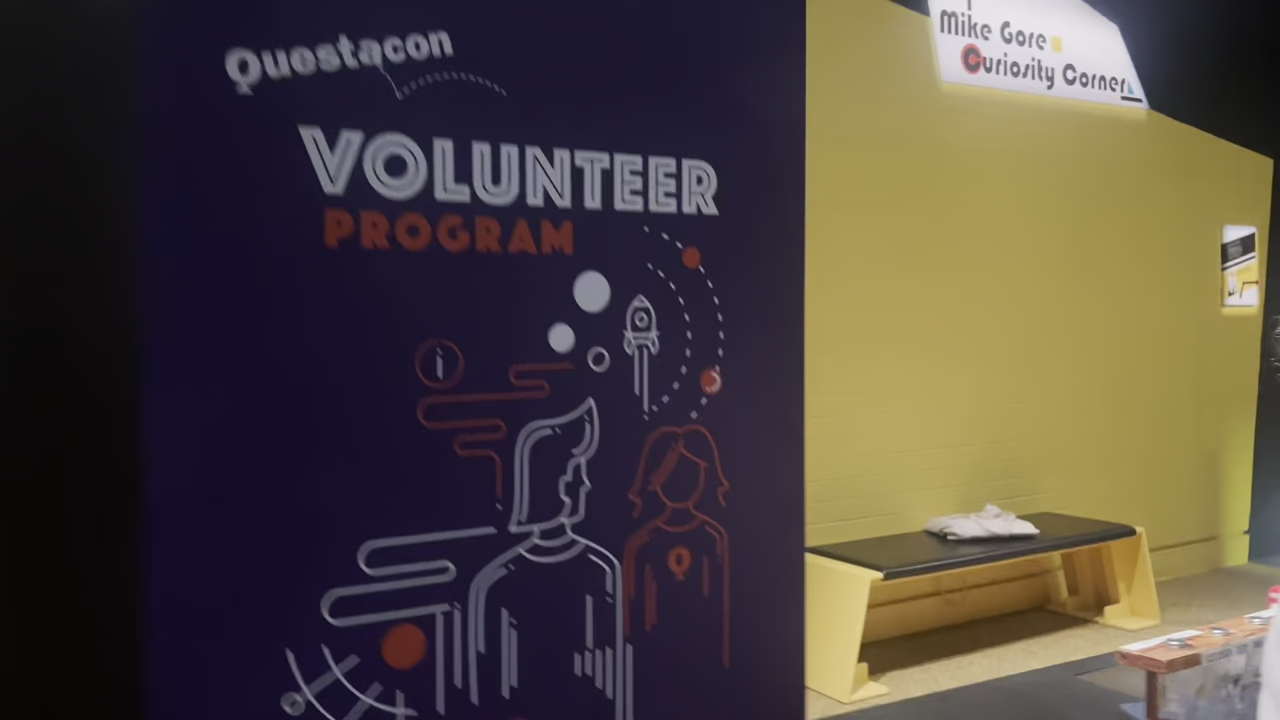 Questacon
VOLUNTEER
PROGRAM
i
Mike Gore
Curiosity Corner